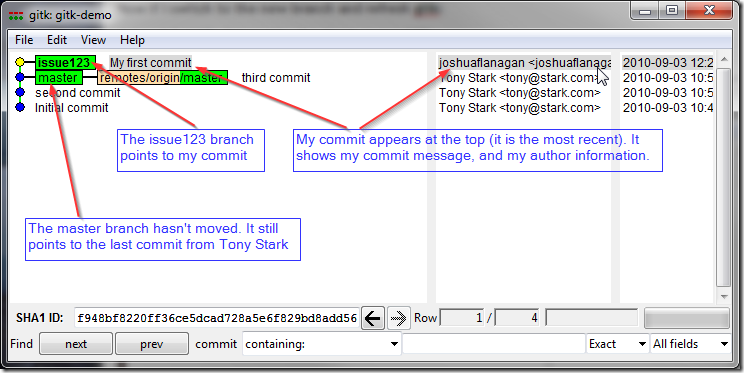 gitk: gitk-demo
File Edit View Help
issue123 My first commit joshuaflanagan <joshuaflanaga 2010-09-03 12:2
master remotes/origin/master third commit Tony Stark <tony@stark.com> 2010-09-03 10:5
second commit Tony Stark <tony@stark.com> 2010-09-03 10:5
Initial commit Tony Stark <tony@stark.com> 2010-09-03 10:4
The issue123 branch
points to my commit
My commit appears at the top (it is the most recent). It
shows my commit message, and my author information.
The master branch hasn't moved. It still
points to the last commit from Tony Stark
SHA1 ID: f948bf8220ff36ce5dcad728a5e6f829bd8add56 Row 1 / 4
Find next prev commit containing: Exact All fields